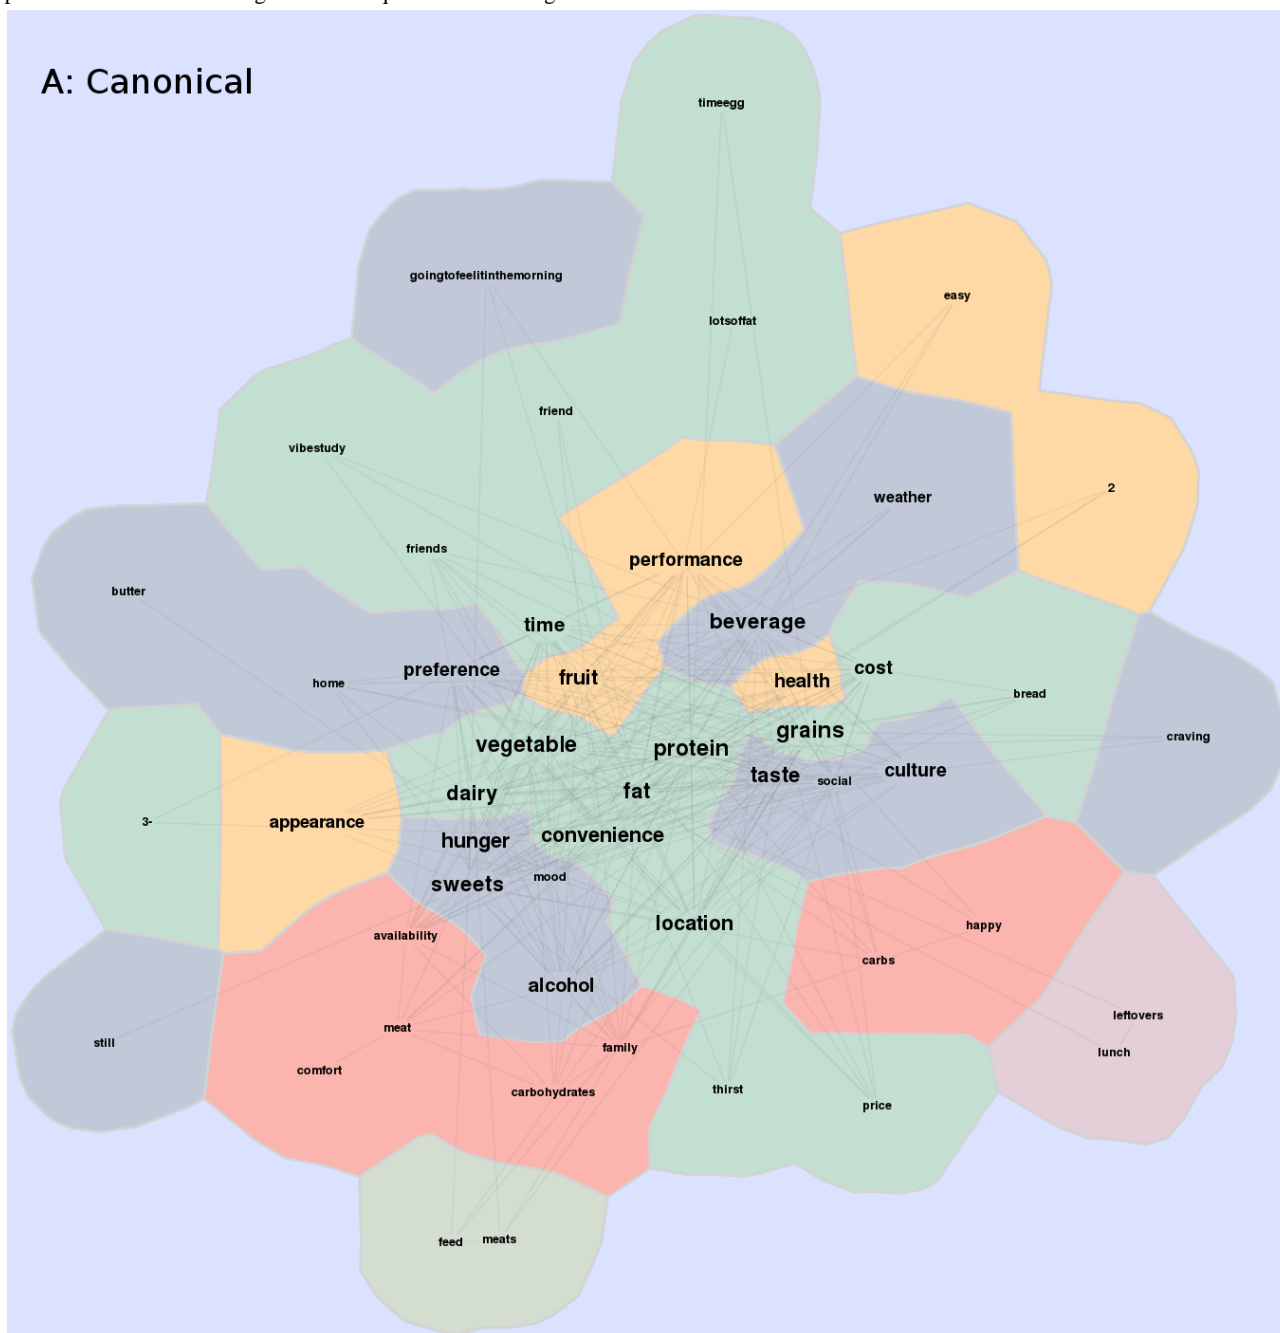 A: Canonical
timeegg
goingtofeelitinthemorning
easy
lotsoffat
friend
vibestudy
2
weather
friends
performance
butter
time
beverage
preference
cost
fruit
health
home
bread
grains
craving
vegetable
protein
culture
taste
social
dairy
fat
3-
appearance
convenience
hunger
mood
sweets
location
happy
availability
carbs
alcohol
leftovers
meat
still
family
lunch
comfort
thirst
carbohydrates
price
meats
feed